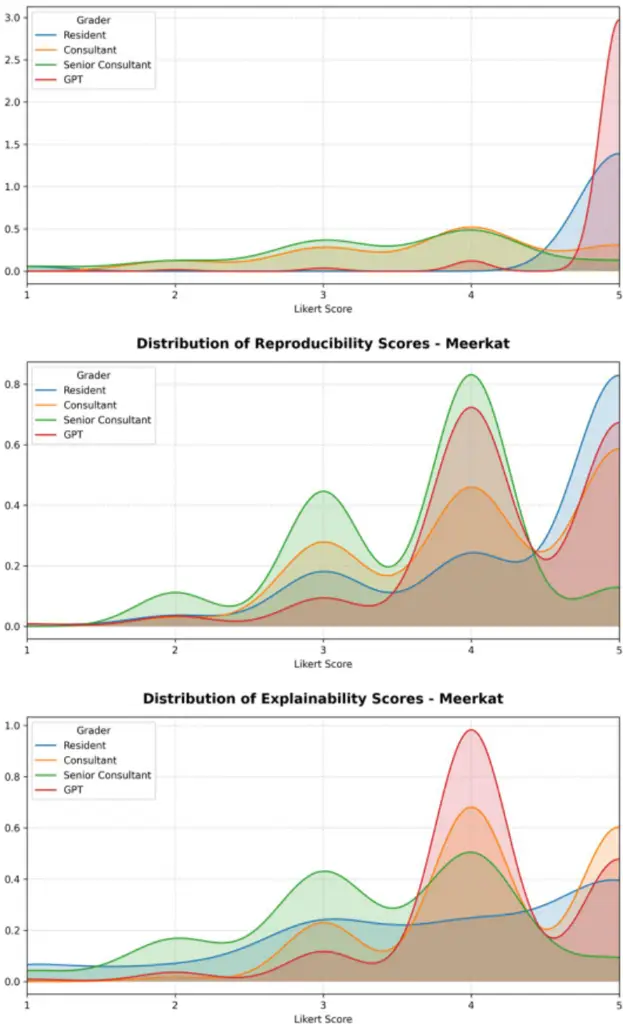 3.0
2.5
2.0
1.5
1.0
0.5
0.0
Grader
Resident
Consultant
Senior Consultant
GPT
1 2 3 4 5
Likert Score
Distribution of Reproducibility Scores - Meerkat
0.8
0.6
0.4
0.2
0.0
Grader
Resident
Consultant
Senior Consultant
GPT
1 2 3 4 5
Likert Score
Distribution of Explainability Scores - Meerkat
1.0
0.8
0.6
0.4
0.2
0.0
Grader
Resident
Consultant
Senior Consultant
GPT
1 2 3 4 5
Likert Score